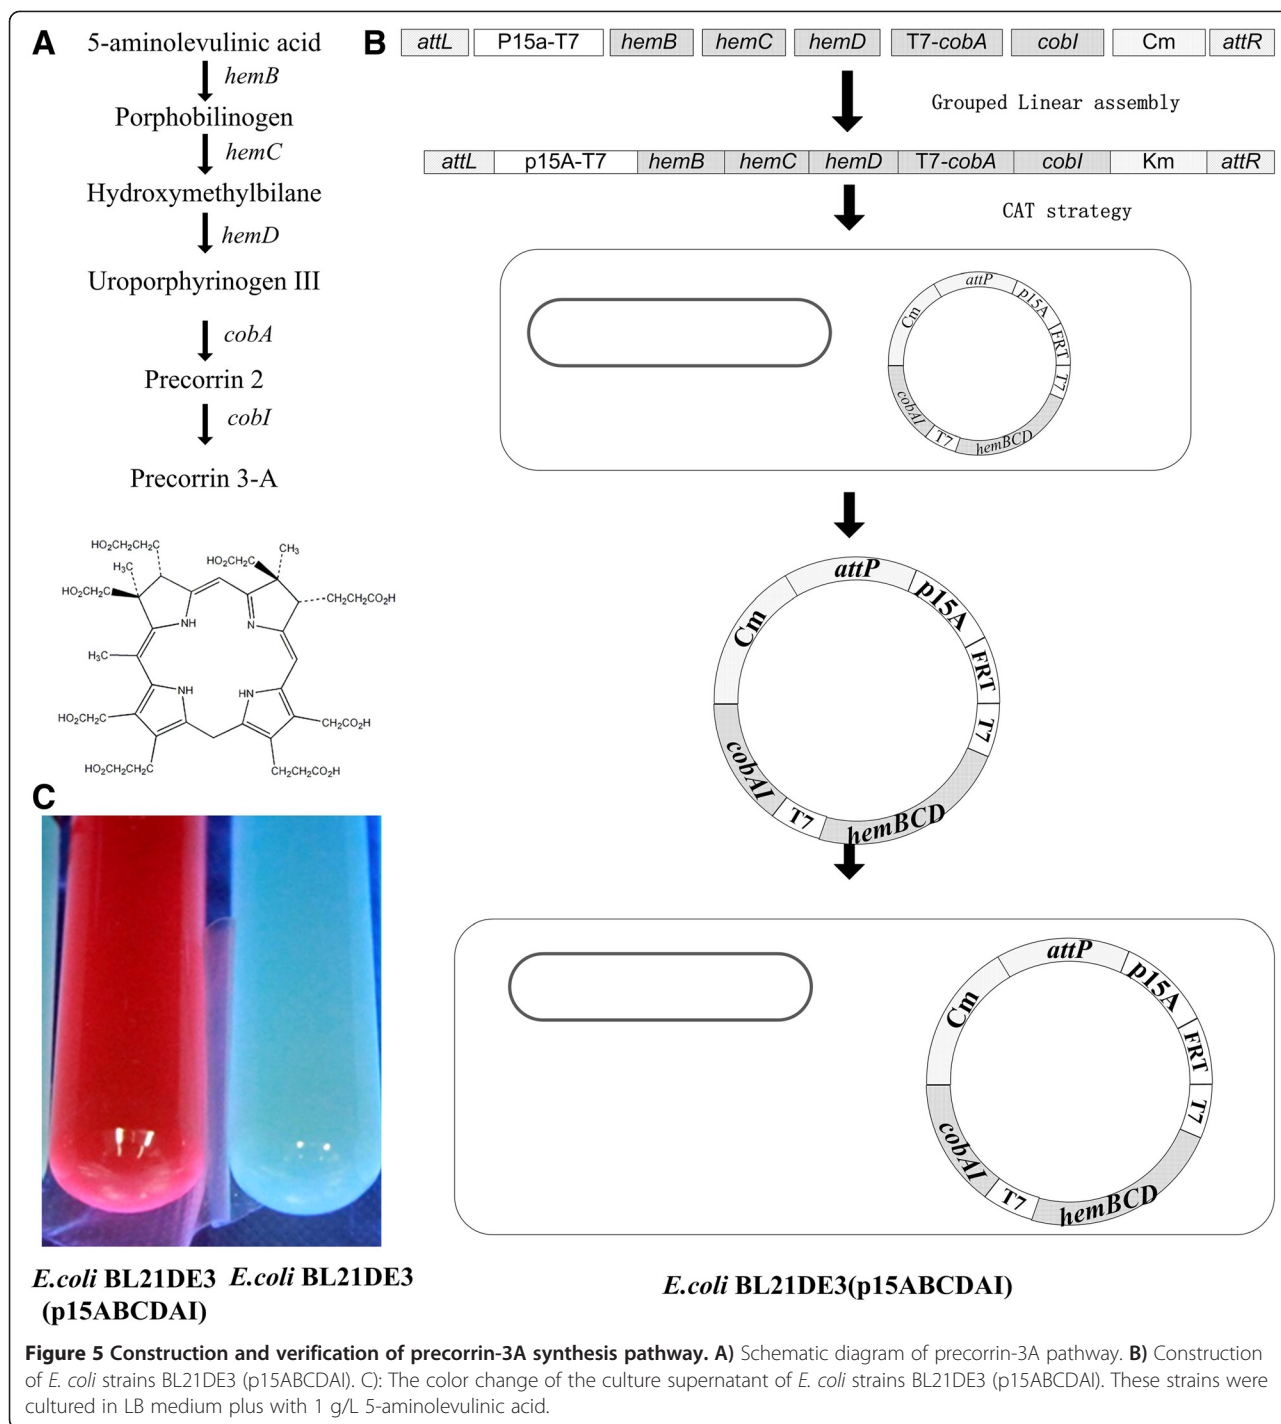 A
5-aminolevulinic acid
hemB
Porphobilinogen
hemC
Hydroxymethylbilane
hemD
Uroporphyrinogen III
cobA
Precorrin 2
cobI
Precorrin 3-A
HO₂CH₂CH₂C
H₃C
HO₂CH₂C
HO₂CH₂C
CH₃
CH₂CH₂CO₂H
NH
N
H₃C
NH
HN
HO₂CH₂C
CH₂CO₂H
HO₂CH₂CH₂C
CH₂CH₂CO₂H
B
attL P15a-T7 hemB hemC hemD T7-cobA cobI Cm attR
Grouped Linear assembly
attL p15A-T7 hemB hemC hemD T7-cobA cobI Km attR
CAT strategy
attP
p15A
FRT
T7
hemBCD
T7
cobAI
Cm
attP
p15A
FRT
T7
hemBCD
T7
cobAI
Cm
attP
p15A
FRT
T7
hemBCD
T7
cobAI
Cm
E.coli BL21DE3(p15ABCDAI)
C
E.coli BL21DE3
(p15ABCDAI)
E.coli BL21DE3
Figure 5 Construction and verification of precorrin-3A synthesis pathway. A) Schematic diagram of precorrin-3A pathway. B) Construction
of E. coli strains BL21DE3 (p15ABCDAI). C): The color change of the culture supernatant of E. coli strains BL21DE3 (p15ABCDAI). These strains were
cultured in LB medium plus with 1 g/L 5-aminolevulinic acid.